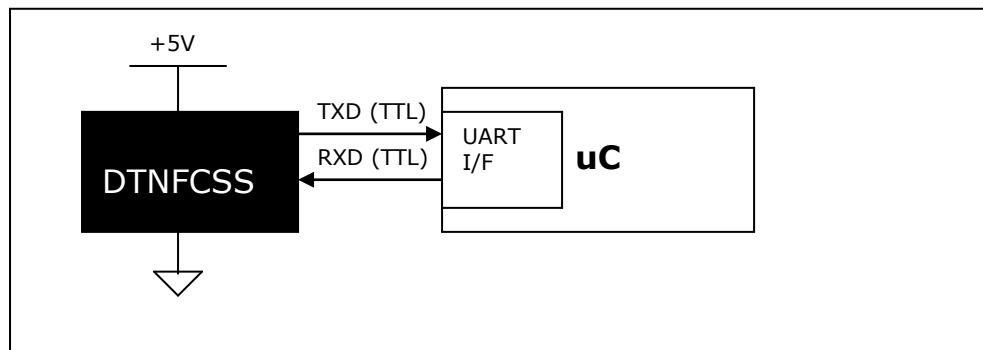 +5V
TXD (TTL)
RXD (TTL)
DTNFCSS
UART
I/F
uC